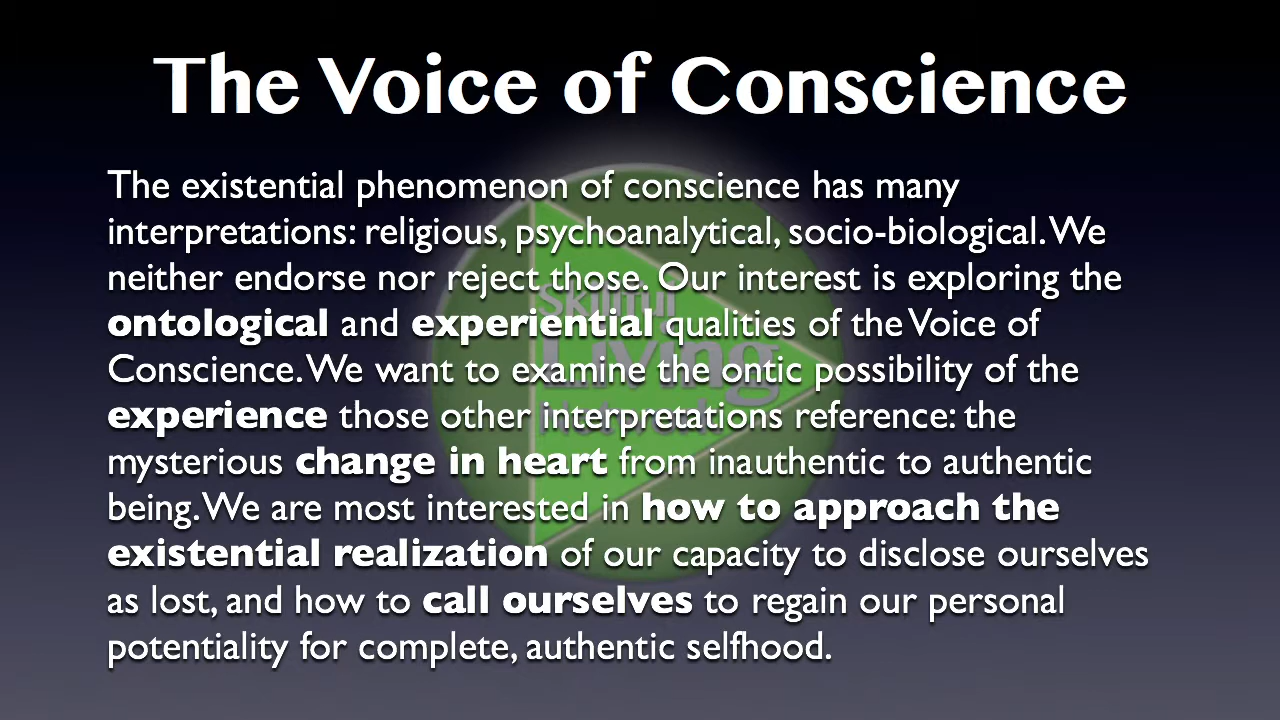 The Voice of Conscience
The existential phenomenon of conscience has many
interpretations: religious, psychoanalytical, socio-biological. We
neither endorse nor reject those. Our interest is exploring the
ontological and experiential qualities of the Voice of
Conscience. We want to examine the ontic possibility of the
experience those other interpretations reference: the
mysterious change in heart from inauthentic to authentic
being. We are most interested in how to approach the
existential realization of our capacity to disclose ourselves
as lost, and how to call ourselves to regain our personal
potentiality for complete, authentic selfhood.
Skillful
Living
Network